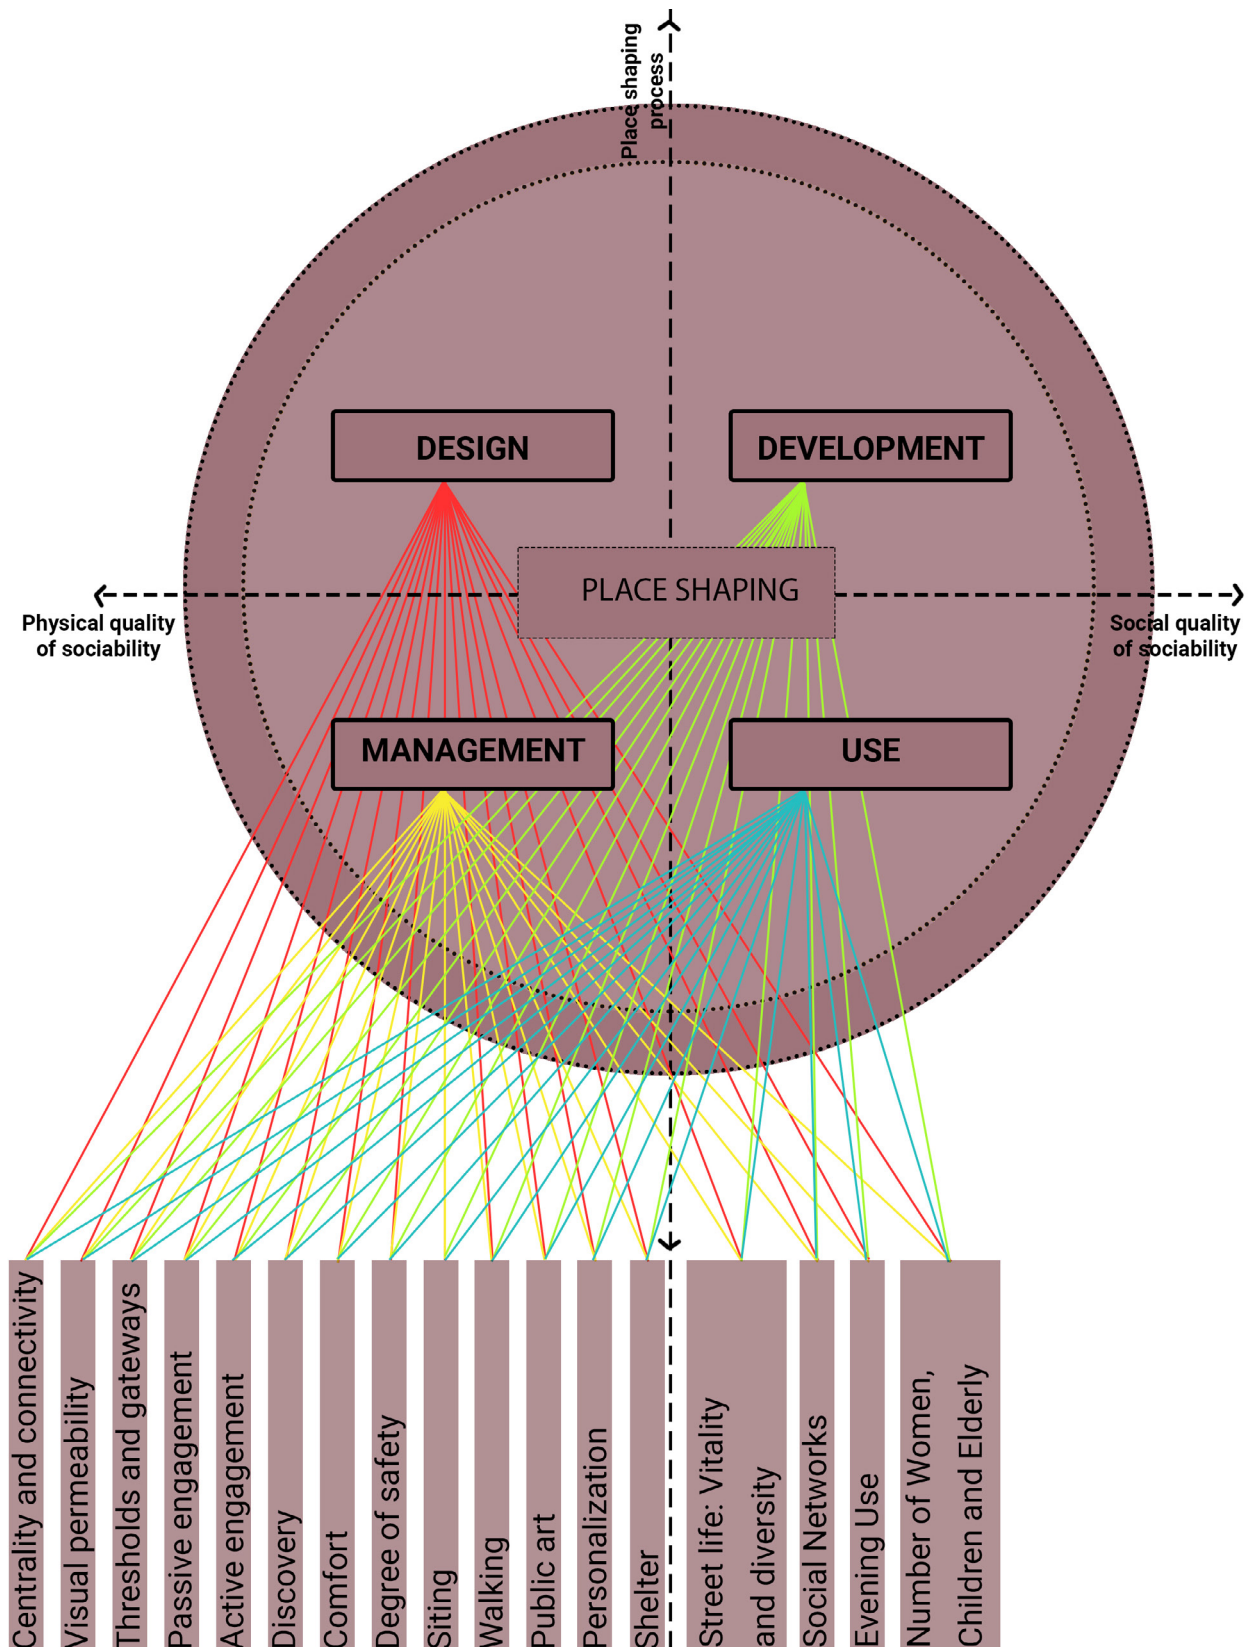 Place shaping
process
DESIGN
DEVELOPMENT
PLACE SHAPING
Physical quality
of sociability
Social quality
of sociability
MANAGEMENT
USE
Centrality and connectivity
Visual permeability
Thresholds and gateways
Passive engagement
Active engagement
Discovery
Comfort
Degree of safety
Siting
Walking
Public art
Personalization
Shelter
Street life: Vitality
and diversity
Social Networks
Evening Use
Number of Women,
Children and Elderly